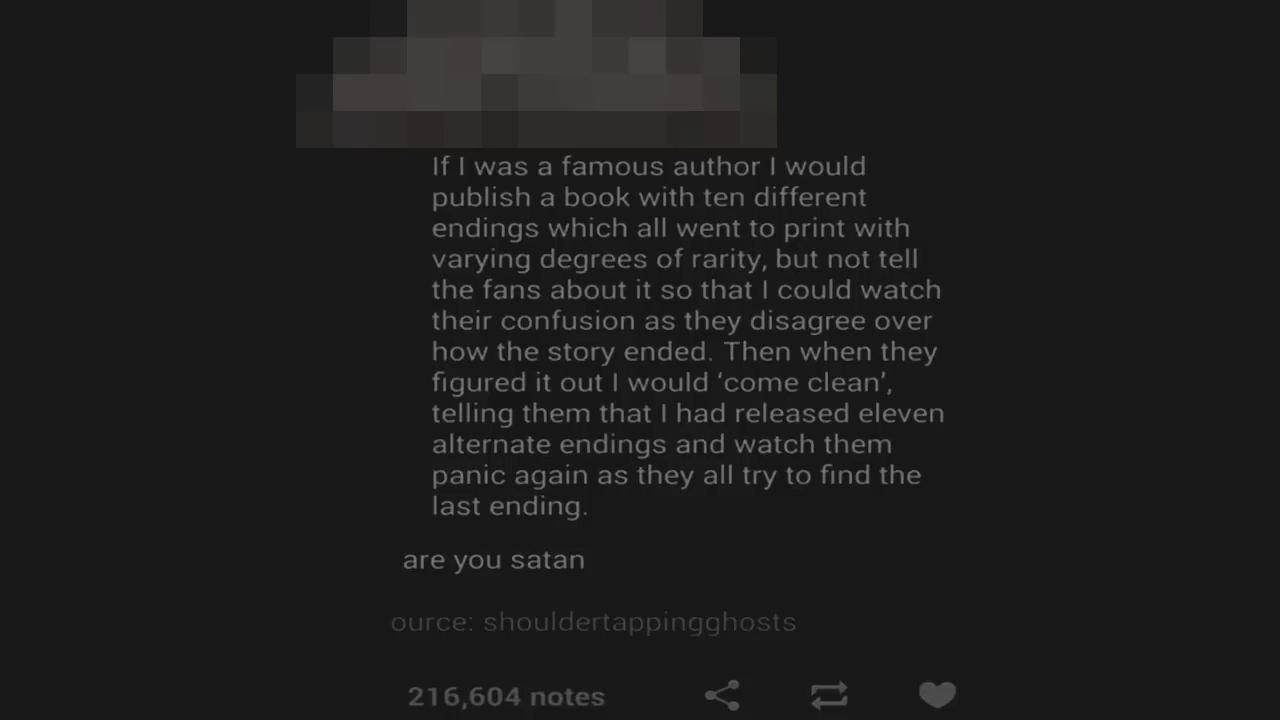 If I was a famous author I would
publish a book with ten different
endings which all went to print with
varying degrees of rarity, but not tell
the fans about it so that I could watch
their confusion as they disagree over
how the story ended. Then when they
figured it out I would ‘come clean’,
telling them that I had released eleven
alternate endings and watch them
panic again as they all try to find the
last ending.
are you satan
ource: shouldertappingghosts
216,604 notes